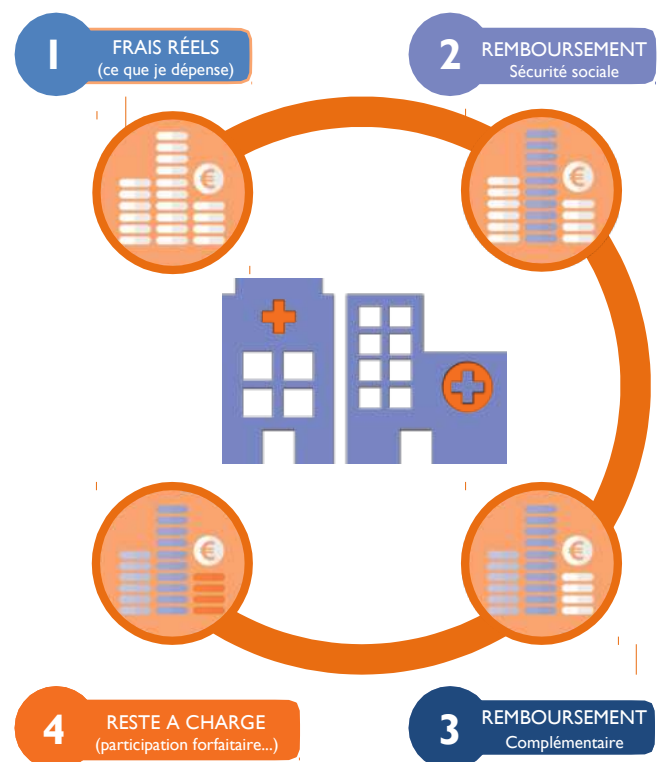 1
FRAIS RÉELS
(ce que je dépense)
2
REMBOURSEMENT
Sécurité sociale
€
€
€
€
4
RESTE A CHARGE
(participation forfaitaire...)
3
REMBOURSEMENT
Complémentaire